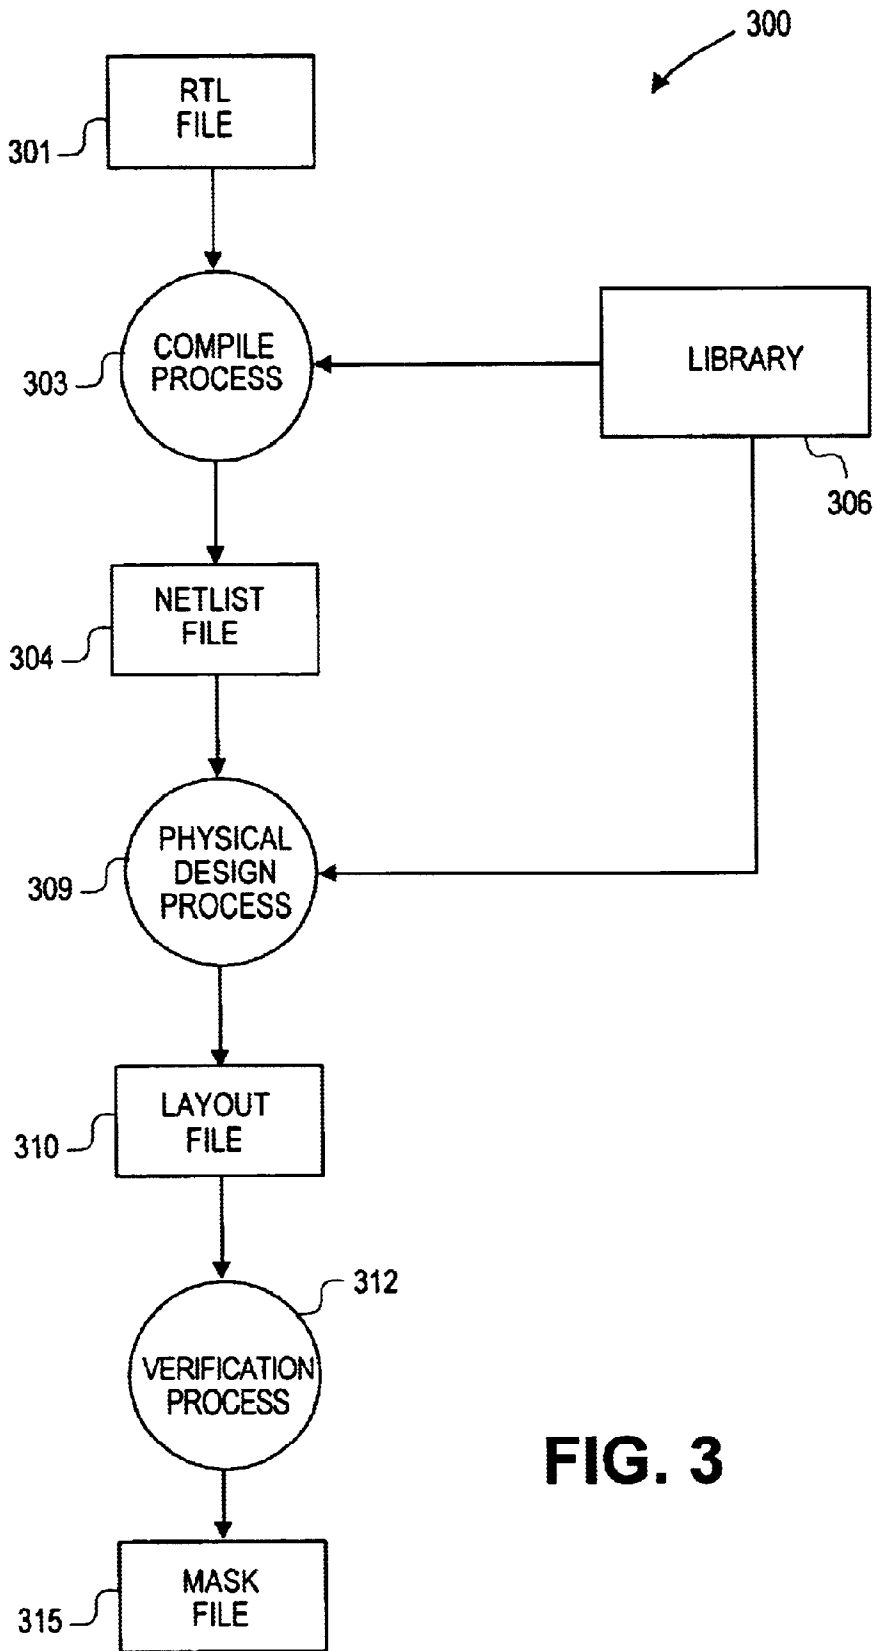 300
RTL
FILE
301
COMPILE
PROCESS
303
LIBRARY
306
NETLIST
FILE
304
PHYSICAL
DESIGN
PROCESS
309
LAYOUT
FILE
310
312
VERIFICATION
PROCESS
FIG. 3
MASK
FILE
315